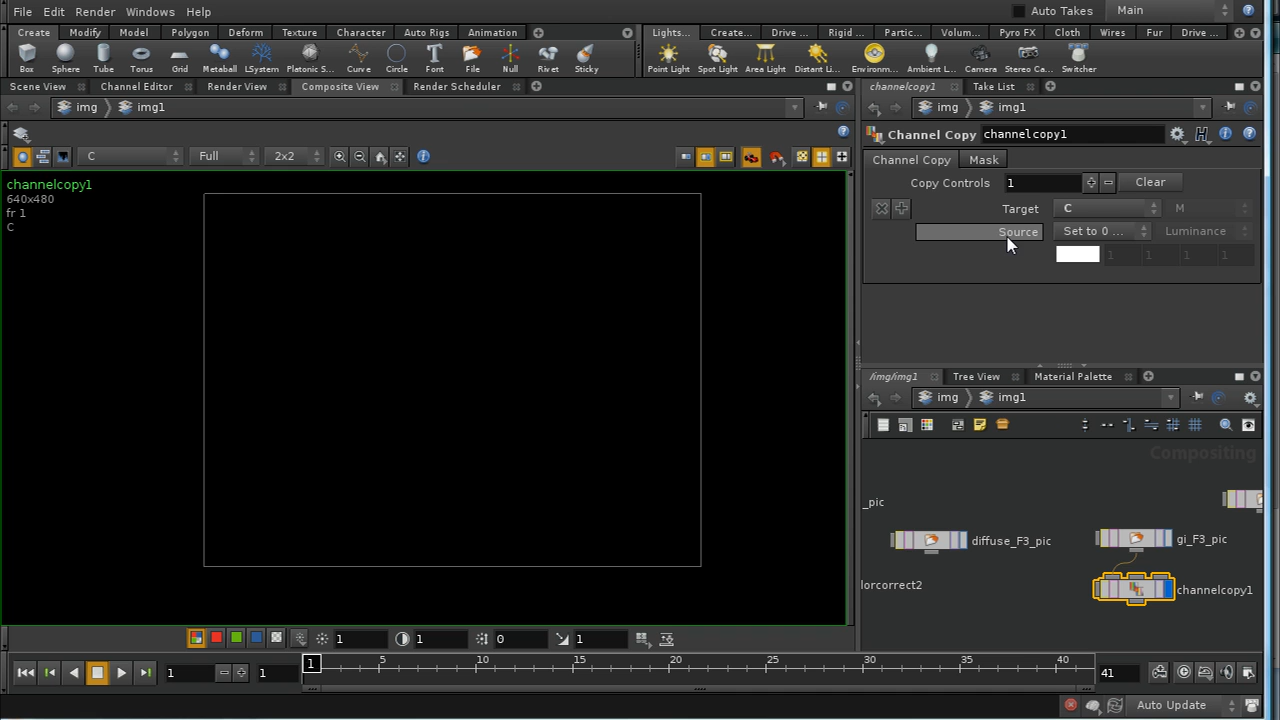 File Edit Render Windows Help Auto Takes Main
Create Modify Model Polygon Deform Texture Character Auto Rigs Animation Lights... Create... Drive ... Rigid ... Partic... Volum... Pyro FX Cloth Wires Fur Drive ...
Box Sphere Tube Torus Grid Metaball LSystem Platonic S... Curve Circle Font File Null Rivet Sticky Point Light Spot Light Area Light Distant Li... Environm... Ambient L... Camera Stereo Ca... Switcher
Scene View Channel Editor Render View Composite View Render Scheduler
channelcopy1 Take List
img img1
img img1
Channel Copy channelcopy1
C Full 2x2
Channel Copy Mask
channelcopy1
640x480
fr 1
C
Copy Controls 1 Clear
Target C M
Source Set to 0 ... Luminance
1 1 1 1
/img/img1 Tree View Material Palette
img img1
Compositing
_pic
diffuse_F3_pic
gi_F3_pic
lorcorrect2
channelcopy1
1 1 0 1
1 1 1 5 10 15 20 25 30 35 40 41
Auto Update